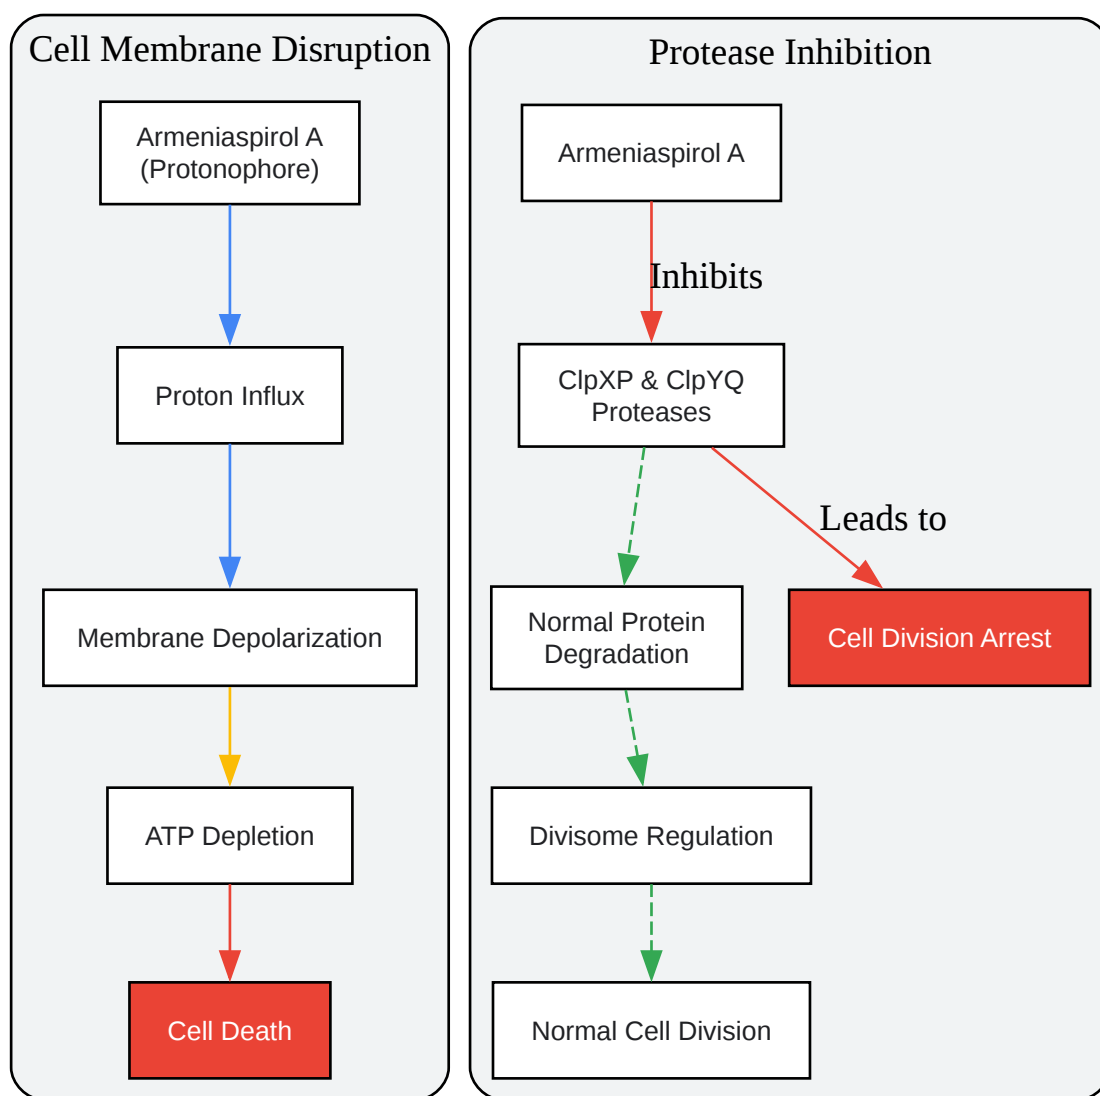 Cell Membrane Disruption
Armeniaspirol A
(Protonophore)
Proton Influx
Membrane Depolarization
ATP Depletion
Cell Death
Protease Inhibition
Armeniaspirol A
Inhibits
ClpXP & ClpYQ
Proteases
Leads to
Normal Protein
Degradation
Cell Division Arrest
Divisome Regulation
Normal Cell Division